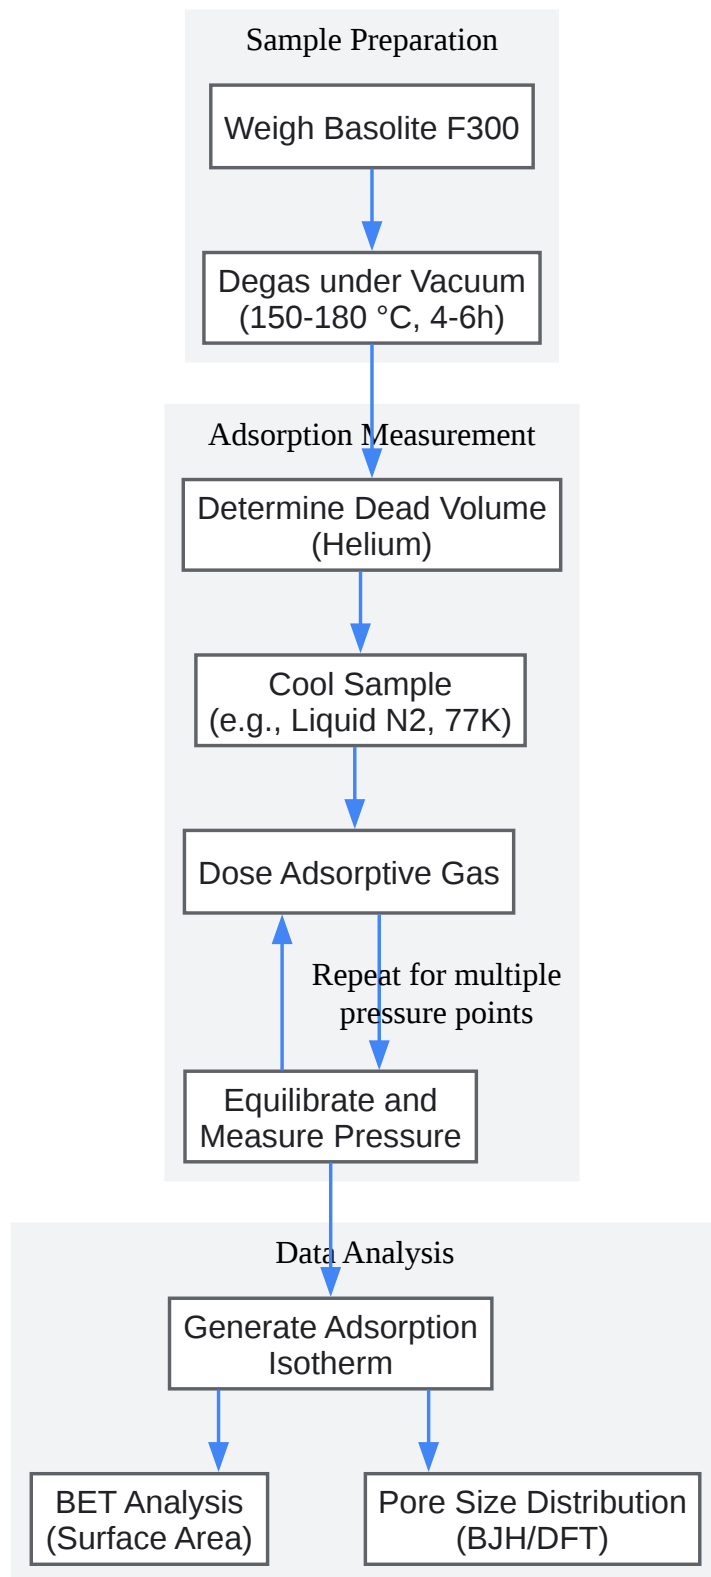 Sample Preparation
Weigh Basolite F300
Degas under Vacuum
(150-180 °C, 4-6h)
Adsorption Measurement
Determine Dead Volume
(Helium)
Cool Sample
(e.g., Liquid N2, 77K)
Dose Adsorptive Gas
Repeat for multiple
pressure points
Equilibrate and
Measure Pressure
Data Analysis
Generate Adsorption
Isotherm
BET Analysis
(Surface Area)
Pore Size Distribution
(BJH/DFT)